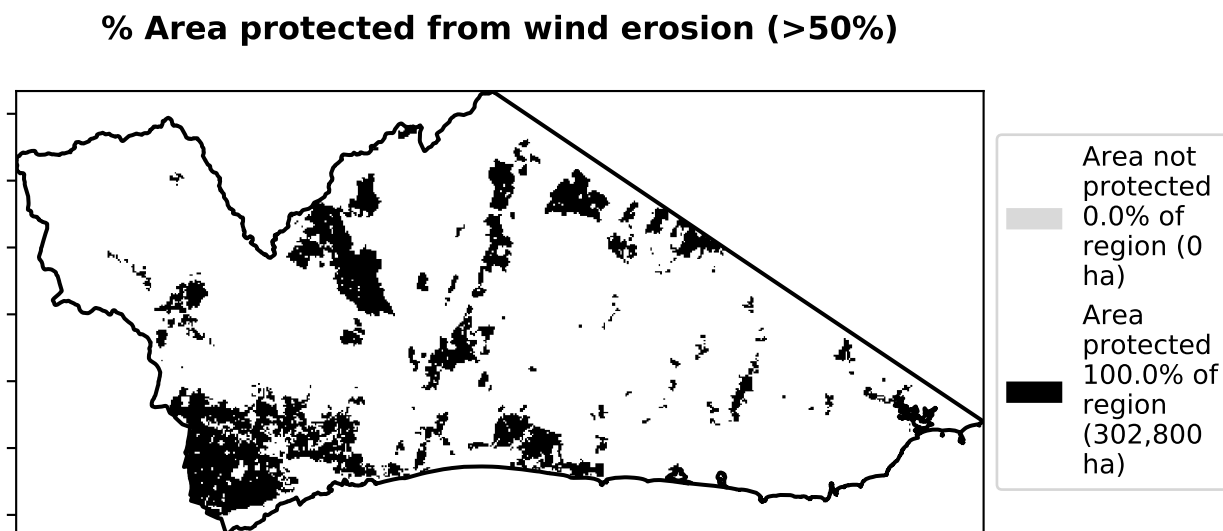 % Area protected from wind erosion (>50%)
Area not
protected
0.0% of
region (0
ha)
Area
protected
100.0% of
region
(302,800
ha)